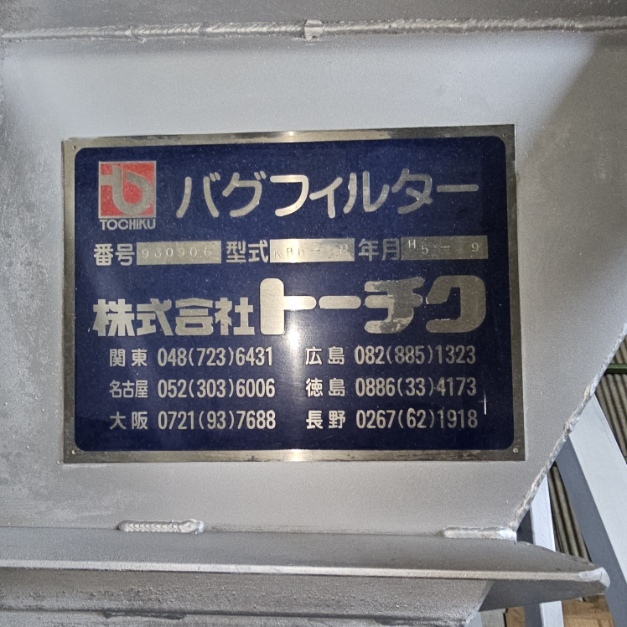 TOCHIKU
バグフィルター
番号 930906 型式 年月 H5-9
株式会社トーチク
関東 048(723)6431 広島 082(885)1323
名古屋 052(303)6006 徳島 0886(33)4173
大阪 0721(93)7688 長野 0267(62)1918